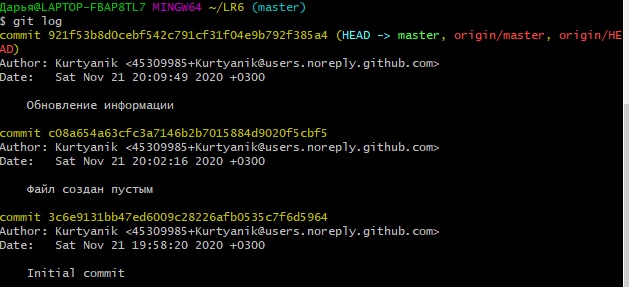 Дарья@LAPTOP-FBAP8TL7 MINGW64 ~/LR6 (master)
$ git log
commit 921f53b8d0cebf542c791cf31f04e9b792f385a4 (HEAD -> master, origin/master, origin/HE
AD)
Author: Kurtyanik <45309985+Kurtyanik@users.noreply.github.com>
Date:   Sat Nov 21 20:09:49 2020 +0300
Обновление информации
commit c08a654a63cfc3a7146b2b7015884d9020f5cbf5
Author: Kurtyanik <45309985+Kurtyanik@users.noreply.github.com>
Date:   Sat Nov 21 20:02:16 2020 +0300
Файл создан пустым
commit 3c6e9131bb47ed6009c28226afb0535c7f6d5964
Author: Kurtyanik <45309985+Kurtyanik@users.noreply.github.com>
Date:   Sat Nov 21 19:58:20 2020 +0300
Initial commit